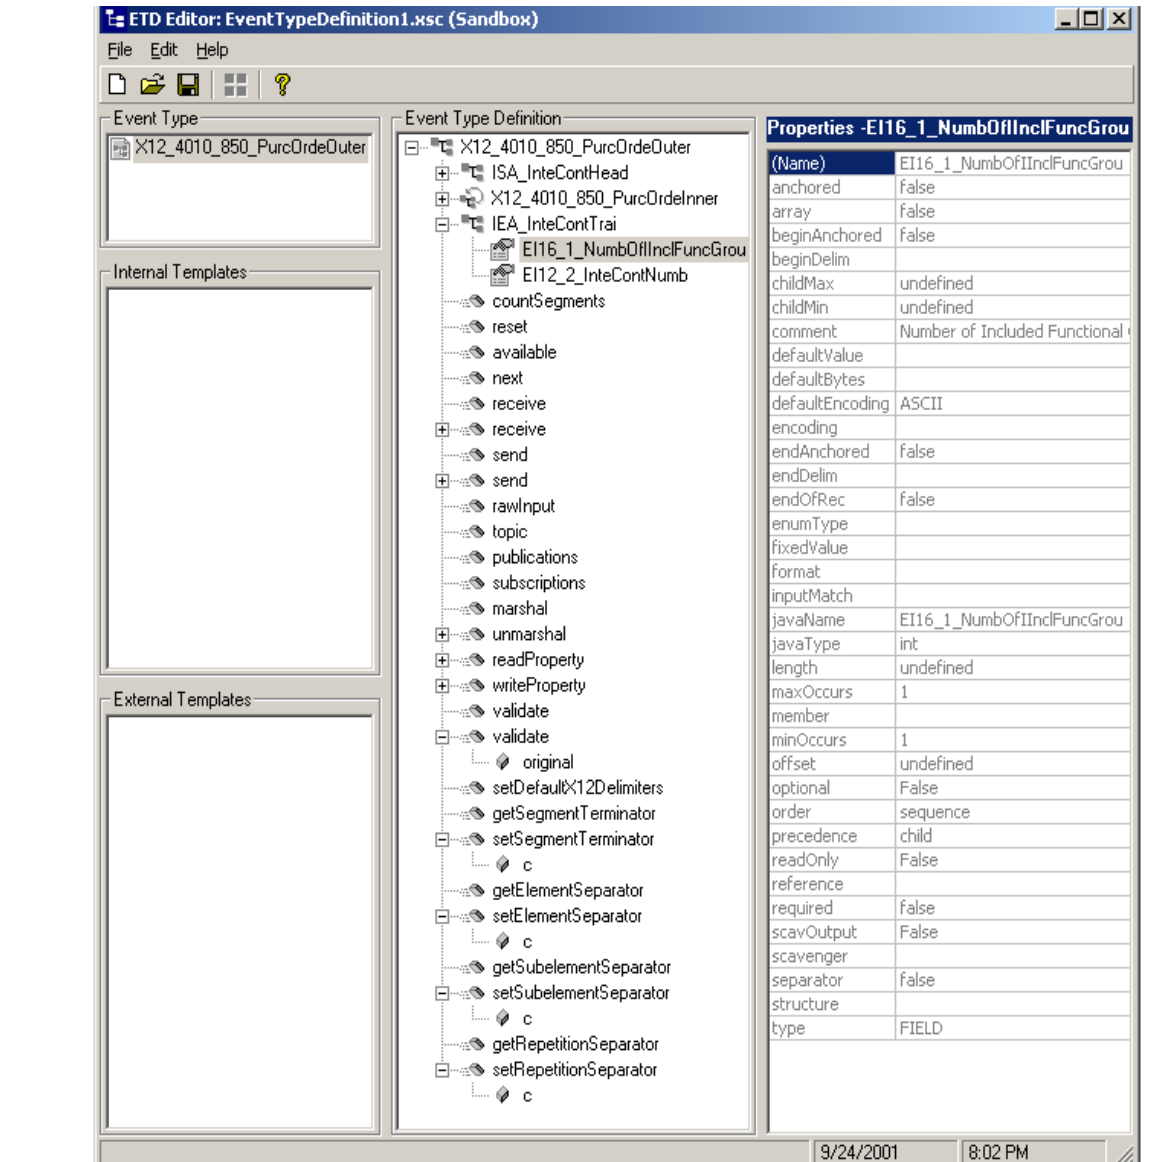 ETD Editor: EventTypeDefinition1.xsc (Sandbox)
File Edit Help
Event Type
X12_4010_850_PurcOrdeOuter
Internal Templates
External Templates
Event Type Definition
X12_4010_850_PurcOrdeOuter
ISA_InteContHead
X12_4010_850_PurcOrdeInner
IEA_InteContTrai
EI16_1_NumbOfIInclFuncGrou
EI12_2_InteContNumb
countSegments
reset
available
next
receive
receive
send
send
rawInput
topic
publications
subscriptions
marshal
unmarshal
readProperty
writeProperty
validate
validate
original
setDefaultX12Delimiters
getSegmentTerminator
setSegmentTerminator
c
getElementSeparator
setElementSeparator
c
getSubelementSeparator
setSubelementSeparator
c
getRepetitionSeparator
setRepetitionSeparator
c
Properties -EI16_1_NumbOfIInclFuncGrou
(Name) EI16_1_NumbOfIInclFuncGrou
anchored false
array false
beginAnchored false
beginDelim
childMax undefined
childMin undefined
comment Number of Included Functional
defaultValue
defaultBytes
defaultEncoding ASCII
encoding
endAnchored false
endDelim
endOfRec false
enumType
fixedValue
format
inputMatch
javaName EI16_1_NumbOfIInclFuncGrou
javaType int
length undefined
maxOccurs 1
member
minOccurs 1
offset undefined
optional False
order sequence
precedence child
readOnly False
reference
required false
scavOutput False
scavenger
separator false
structure
type FIELD
9/24/2001 8:02 PM